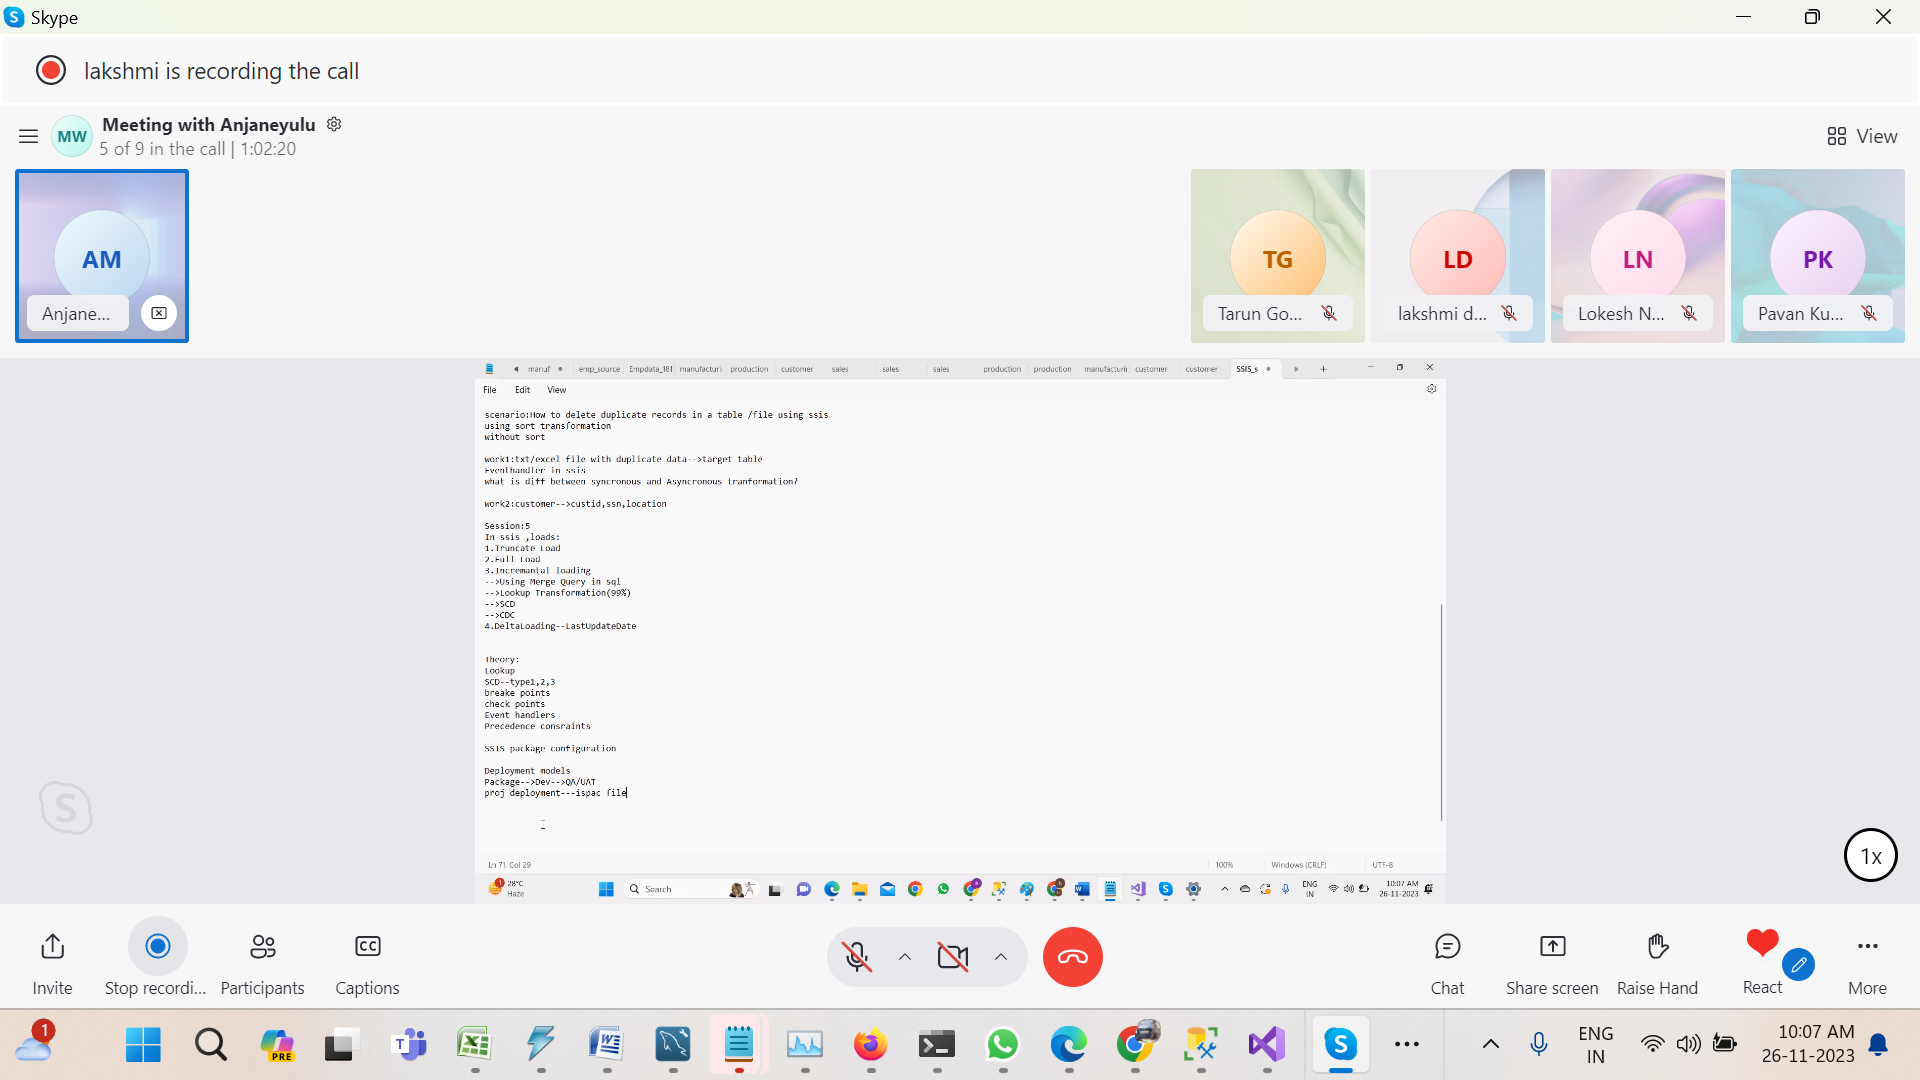 Skype
lakshmi is recording the call
MW
Meeting with Anjaneyulu
5 of 9 in the call | 1:02:20
View
AM
Anjane...
TG
Tarun Go...
LD
lakshmi d...
LN
Lokesh N...
PK
Pavan Ku...
manuf emp_source Empdata_181 manufacturi production customer sales sales sales production production manufacturi customer customer SSIS_s
File Edit View
scenario:How to delete duplicate records in a table /file using ssis
using sort transformation
without sort
work1:txt/excel file with duplicate data-->target table
Eventhandler in ssis
what is diff between syncronous and Asyncronous tranformation?
work2:customer-->custid,ssn,location
Session:5
In ssis ,loads:
1.Truncate Load
2.Full Load
3.Incremantal loading
-->Using Merge Query in sql
-->Lookup Transformation(99%)
-->SCD
-->CDC
4.DeltaLoading--LastUpdateDate
Theory:
Lookup
SCD--type1,2,3
breake points
check points
Event handlers
Precedence consraints
SSIS package configuration
Deployment models
Package-->Dev-->QA/UAT
proj deployment---ispac file
Ln 71, Col 29 100% Windows (CRLF) UTF-8
1x
28°C
Haze
Search
ENG
IN
10:07 AM
26-11-2023
Invite
Stop recordi...
Participants
Captions
Chat
Share screen
Raise Hand
React
More
1
PRE
ENG
IN
10:07 AM
26-11-2023